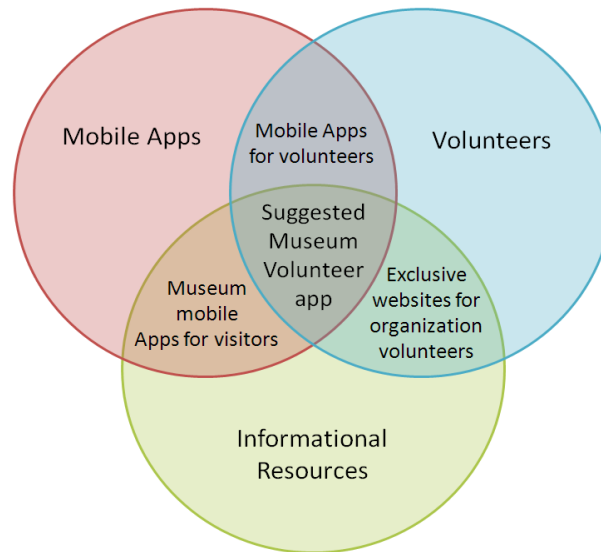 Mobile Apps
Mobile Apps
for volunteers
Volunteers
Suggested
Museum
Volunteer
app
Museum
mobile
Apps for visitors
Exclusive
websites for
organization
volunteers
Informational
Resources